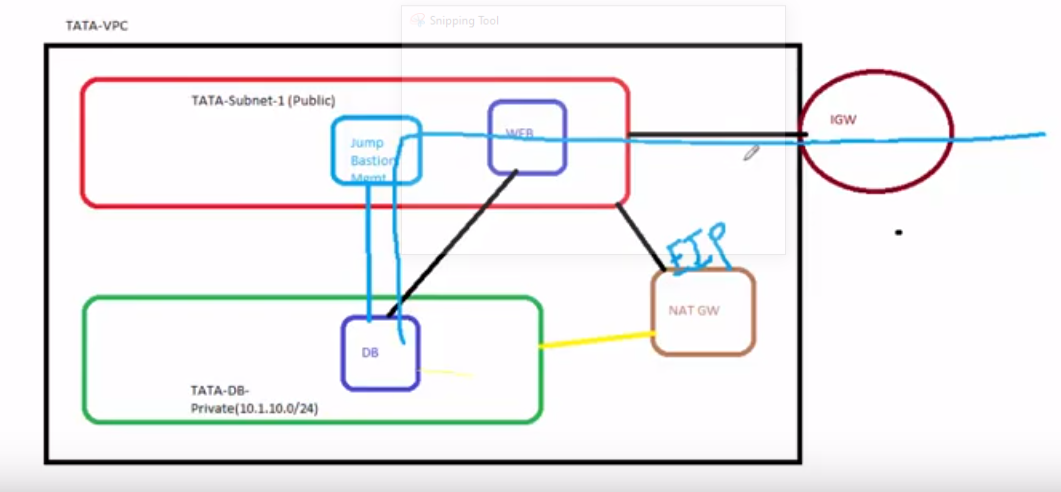 TATA-VPC
Snipping Tool
TATA-Subnet-1 (Public)
WEB
IGW
Jump
Bastion
Mgmt
EIP
NAT GW
DB
TATA-DB-
Private(10.1.10.0/24)